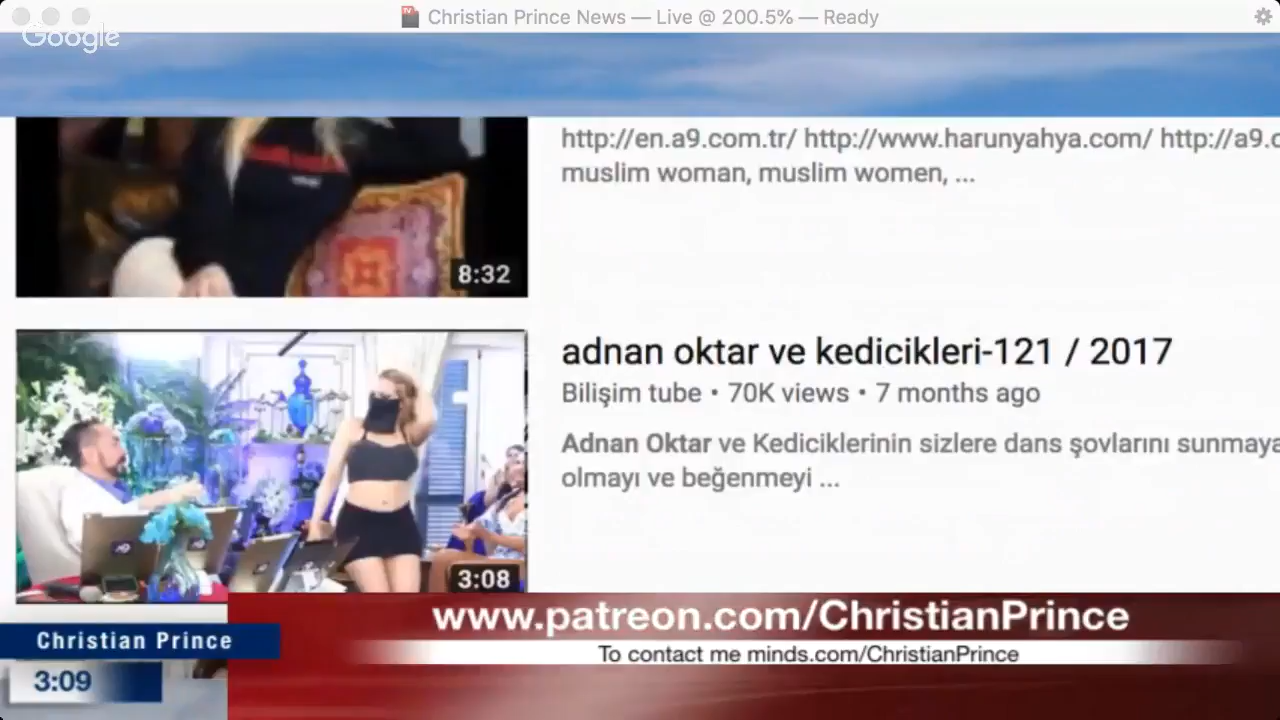 Christian Prince News — Live @ 200.5% — Ready
Google
http://en.a9.com.tr/ http://www.harunyahya.com/ http://a9.c
muslim woman, muslim women, ...
8:32
adnan oktar ve kedicikleri-121 / 2017
Bilişim tube • 70K views • 7 months ago
Adnan Oktar ve Kediciklerinin sizlere dans şovlarını sunmaya
olmayı ve beğenmeyi ...
3:08
www.patreon.com/ChristianPrince
Christian Prince
To contact me minds.com/ChristianPrince
3:09